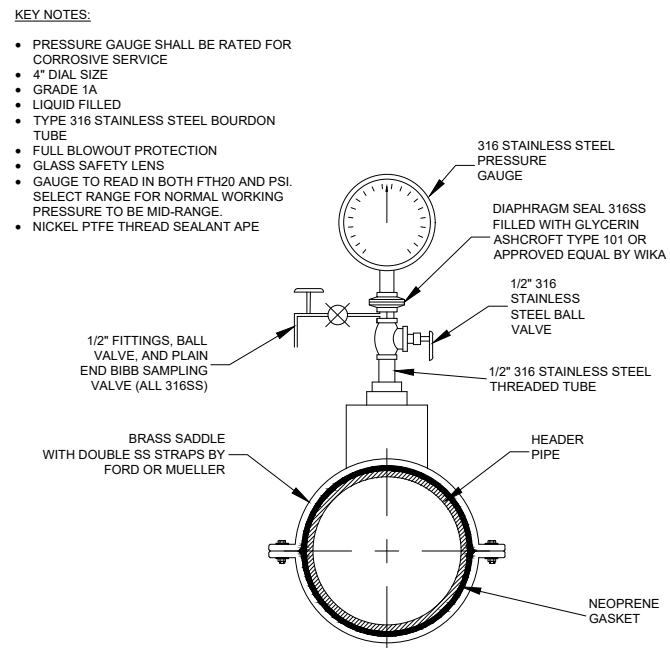 KEY NOTES:
• PRESSURE GAUGE SHALL BE RATED FOR
CORROSIVE SERVICE
• 4" DIAL SIZE
• GRADE 1A
• LIQUID FILLED
• TYPE 316 STAINLESS STEEL BOURDON
TUBE
• FULL BLOWOUT PROTECTION
• GLASS SAFETY LENS
• GAUGE TO READ IN BOTH FTH20 AND PSI.
SELECT RANGE FOR NORMAL WORKING
PRESSURE TO BE MID-RANGE.
• NICKEL PTFE THREAD SEALANT APE
316 STAINLESS STEEL
PRESSURE
GAUGE
DIAPHRAGM SEAL 316SS
FILLED WITH GLYCERIN
ASHCROFT TYPE 101 OR
APPROVED EQUAL BY WIKA
1/2" 316
STAINLESS
STEEL BALL
VALVE
1/2" FITTINGS, BALL
VALVE, AND PLAIN
END BIBB SAMPLING
VALVE (ALL 316SS)
1/2" 316 STAINLESS STEEL
THREADED TUBE
BRASS SADDLE
WITH DOUBLE SS STRAPS BY
FORD OR MUELLER
HEADER
PIPE
NEOPRENE
GASKET